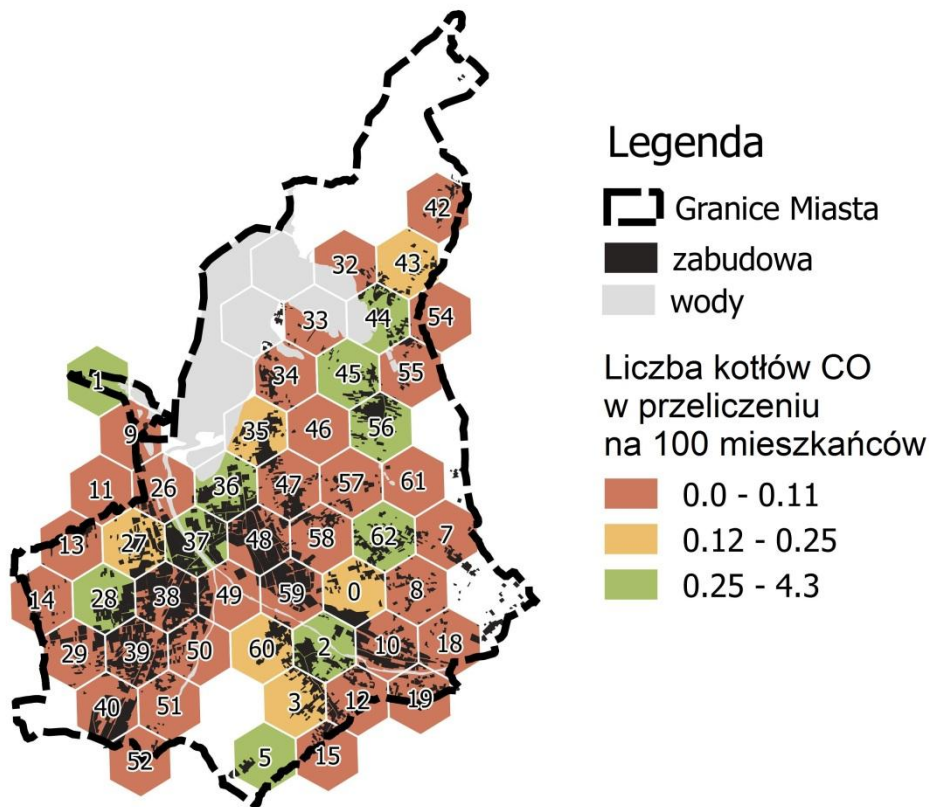 42
32 43
33 44 54
34 45 55
1
35 46 56
9
11 26 36 47 57 61
13 27 37 48 58 62 7
14 28 38 49 59 0 8
29 39 50 60 2 10 18
40 51 3 12 19
52 5 15
Legenda
Granice Miasta
zabudowa
wody
Liczba kotłów CO
w przeliczeniu
na 100 mieszkańców
0.0 - 0.11
0.12 - 0.25
0.25 - 4.3